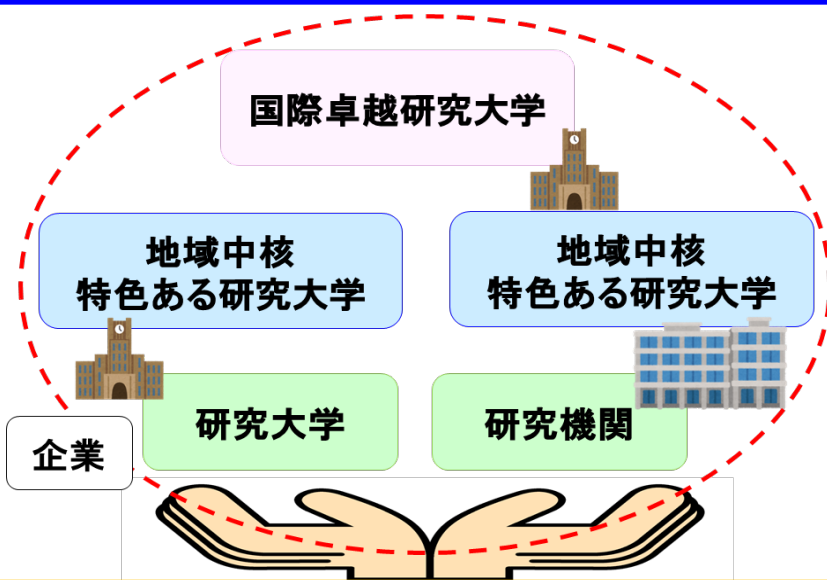 国際卓越研究大学
地域中核
特色ある研究大学
地域中核
特色ある研究大学
研究大学
研究機関
企業